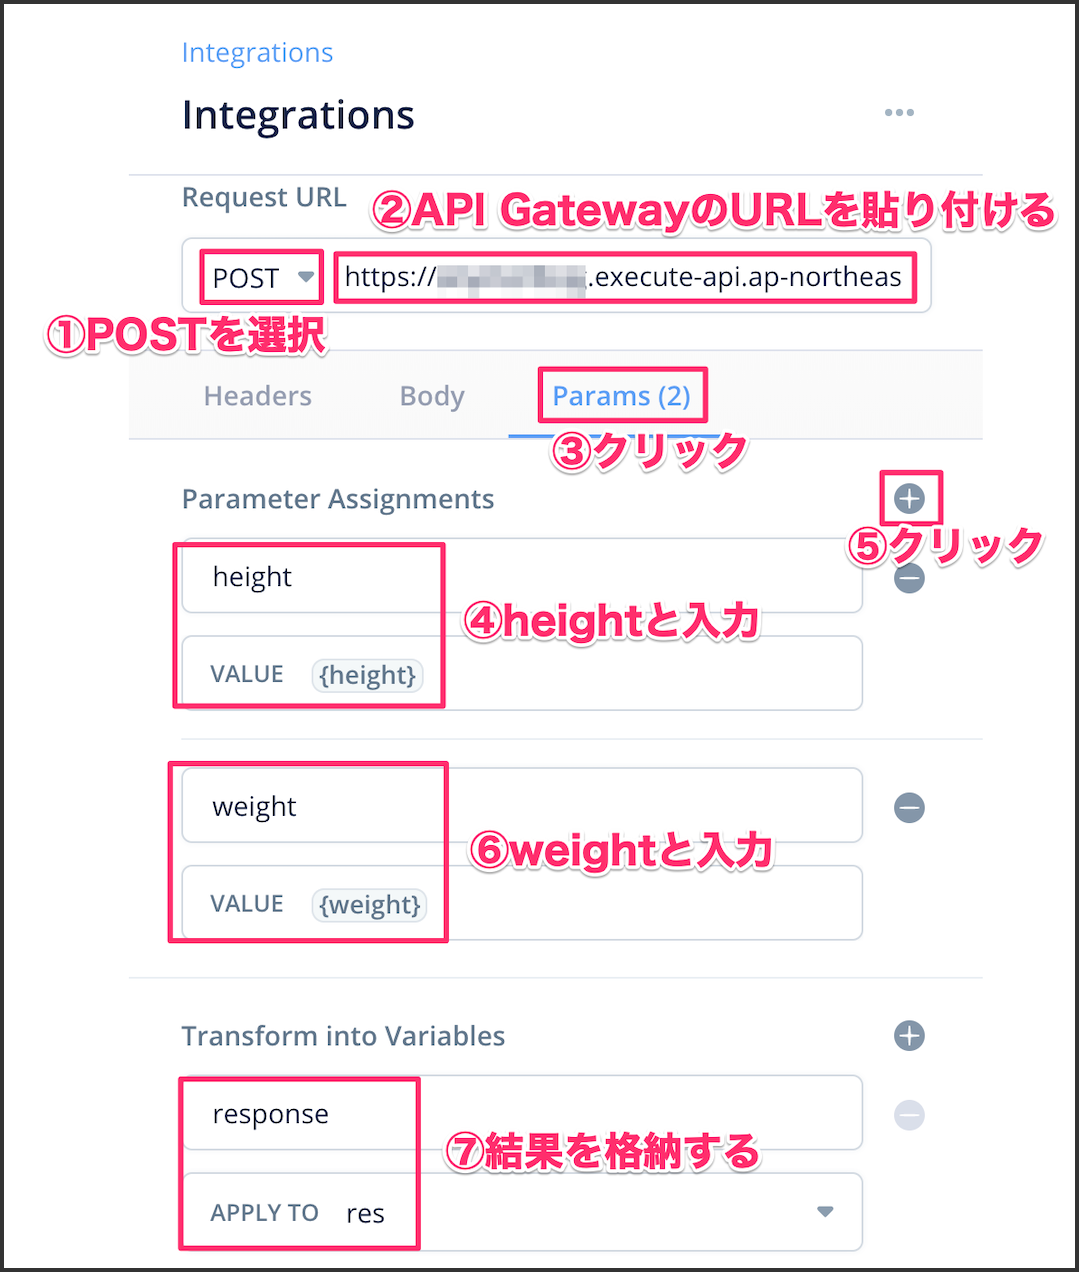 Integrations
Integrations
Request URL
②API GatewayのURLを貼り付ける
POST
https://
.execute-api.ap-northeas
①POSTを選択
Headers
Body
Params (2)
③クリック
Parameter Assignments
⑤クリック
height
④heightと入力
VALUE {height}
weight
⑥weightと入力
VALUE {weight}
Transform into Variables
response
⑦結果を格納する
APPLY TO res